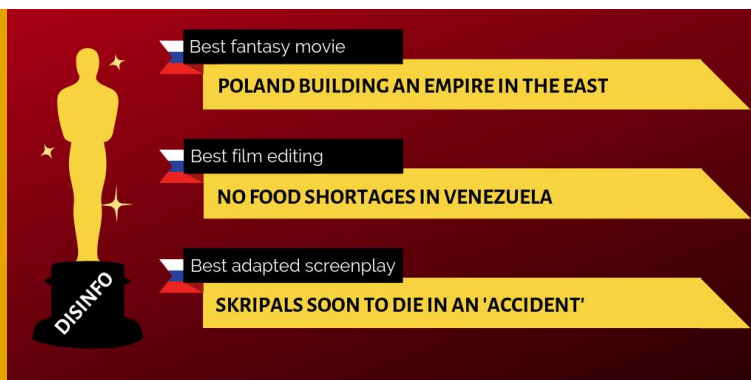 Best fantasy movie
POLAND BUILDING AN EMPIRE IN THE EAST
Best film editing
NO FOOD SHORTAGES IN VENEZUELA
Best adapted screenplay
SKRIPALS SOON TO DIE IN AN 'ACCIDENT'
DISINFO